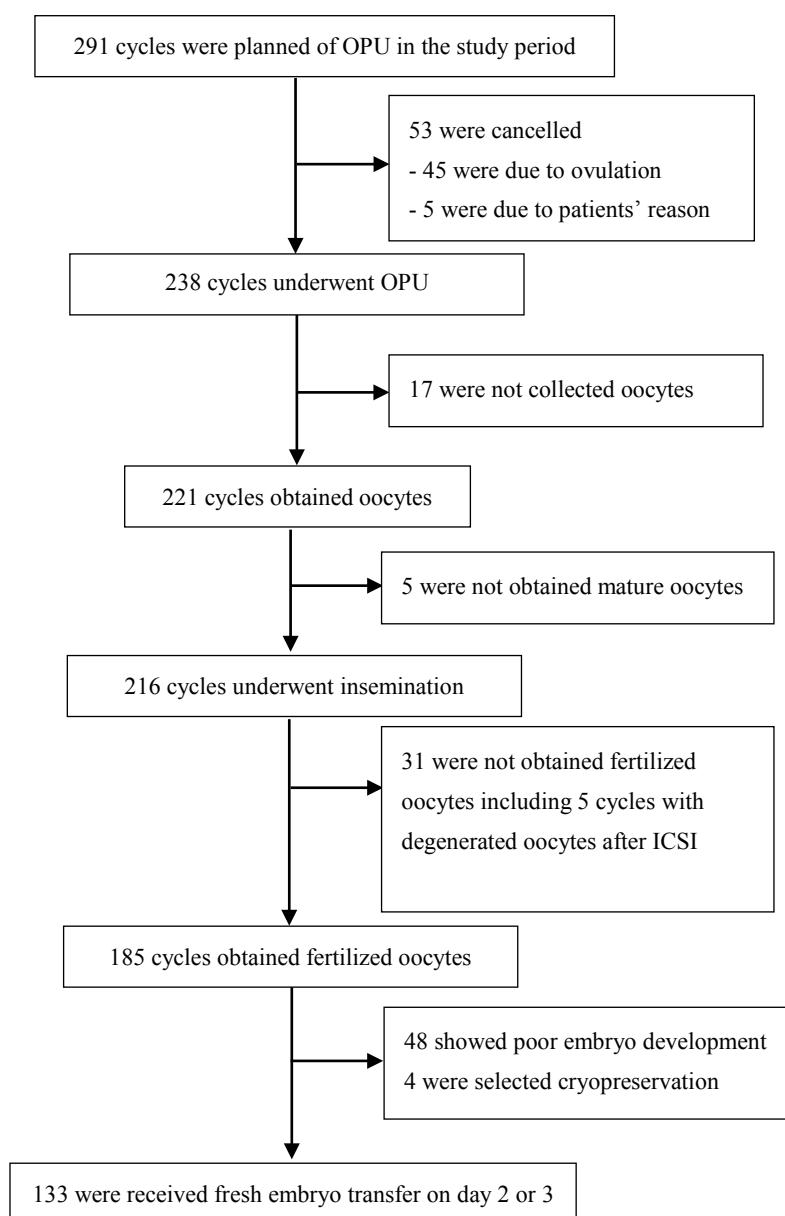 291 cycles were planned of OPU in the study period
53 were cancelled
- 45 were due to ovulation
- 5 were due to patients’ reason
238 cycles underwent OPU
17 were not collected oocytes
221 cycles obtained oocytes
5 were not obtained mature oocytes
216 cycles underwent insemination
31 were not obtained fertilized
oocytes including 5 cycles with
degenerated oocytes after ICSI
185 cycles obtained fertilized oocytes
48 showed poor embryo development
4 were selected cryopreservation
133 were received fresh embryo transfer on day 2 or 3